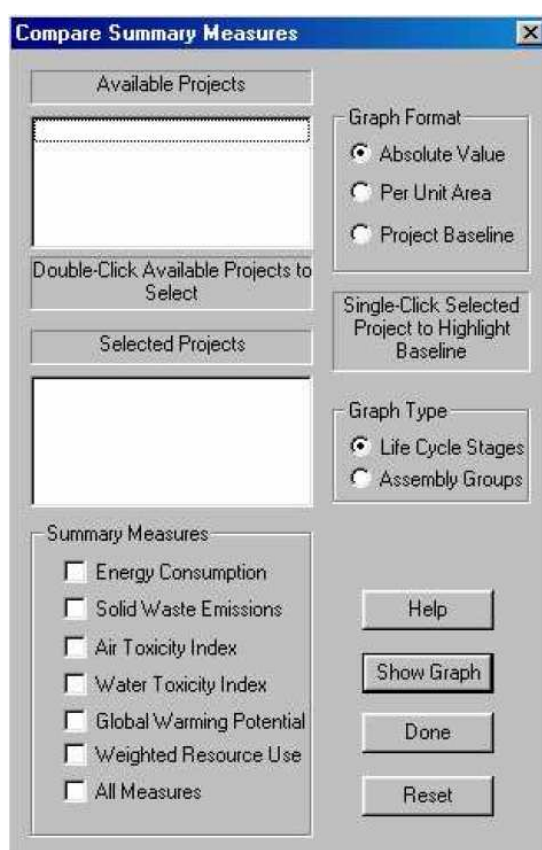 Compare Summary Measures
Available Projects
Double-Click Available Projects to
Select
Selected Projects
Graph Format
Absolute Value
Per Unit Area
Project Baseline
Single-Click Selected
Project to Highlight
Baseline
Graph Type
Life Cycle Stages
Assembly Groups
Summary Measures
Energy Consumption
Solid Waste Emissions
Air Toxicity Index
Water Toxicity Index
Global Warming Potential
Weighted Resource Use
All Measures
Help
Show Graph
Done
Reset